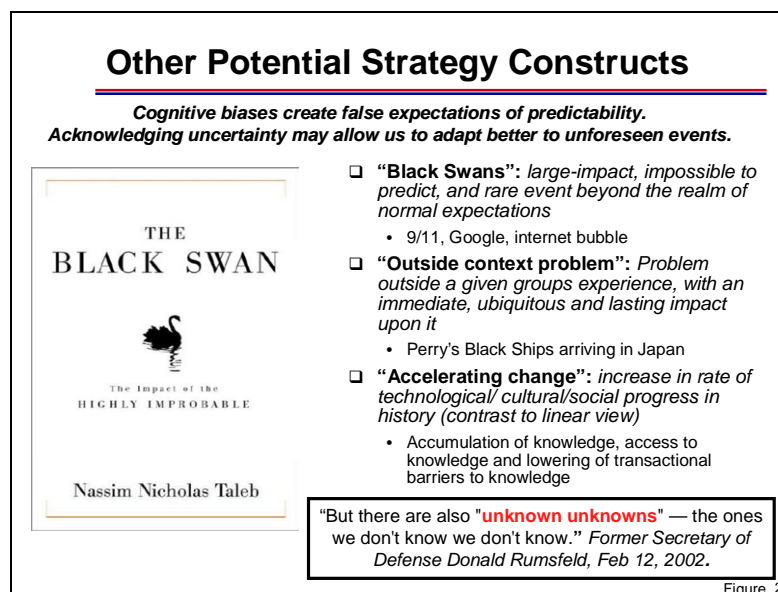 Other Potential Strategy Constructs
Cognitive biases create false expectations of predictability.
Acknowledging uncertainty may allow us to adapt better to unforeseen events.
THE
BLACK SWAN
The Impact of the
HIGHLY IMPROBABLE
Nassim Nicholas Taleb
❑ “Black Swans”: large-impact, impossible to
predict, and rare event beyond the realm of
normal expectations
• 9/11, Google, internet bubble
❑ “Outside context problem”: Problem
outside a given groups experience, with an
immediate, ubiquitous and lasting impact
upon it
• Perry’s Black Ships arriving in Japan
❑ “Accelerating change”: increase in rate of
technological/ cultural/social progress in
history (contrast to linear view)
• Accumulation of knowledge, access to
knowledge and lowering of transactional
barriers to knowledge
“But there are also "unknown unknowns" — the ones
we don't know we don't know.” Former Secretary of
Defense Donald Rumsfeld, Feb 12, 2002.
Figure 2